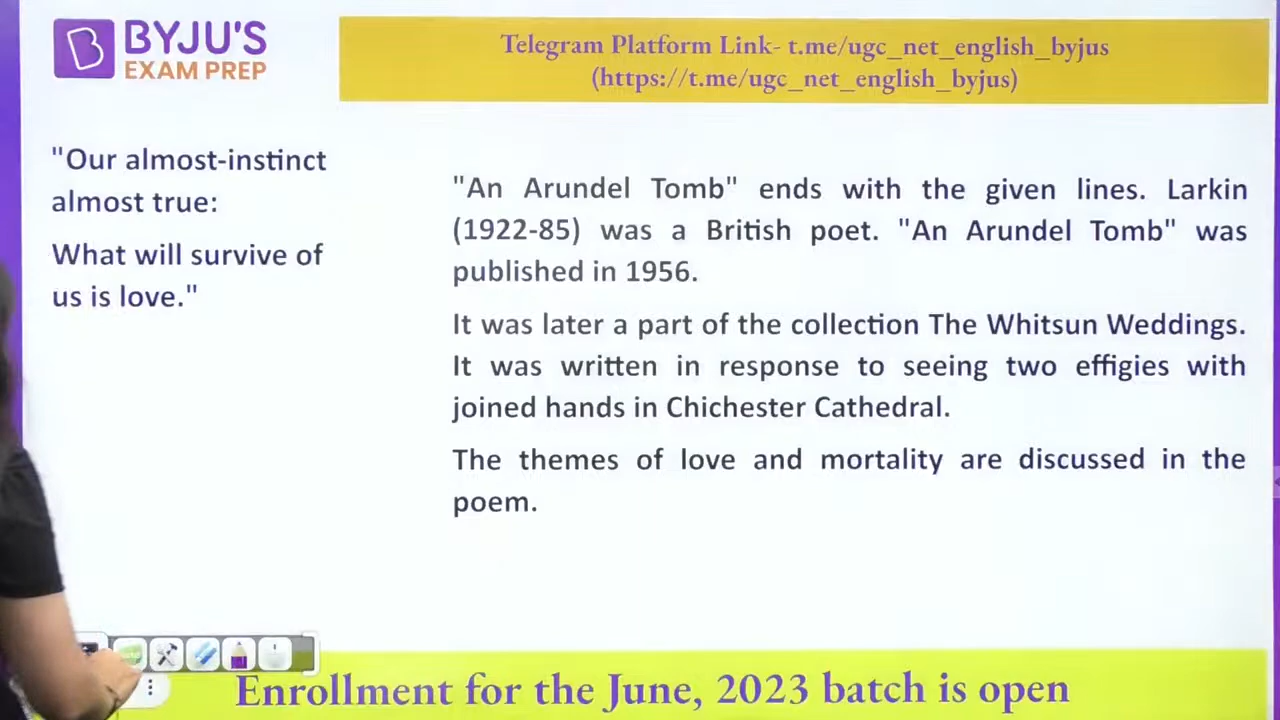 BYJU'S
EXAM PREP
Telegram Platform Link- t.me/ugc_net_english_byjus
(https://t.me/ugc_net_english_byjus)
"Our almost-instinct
almost true:
What will survive of
us is love."
"An Arundel Tomb" ends with the given lines. Larkin
(1922-85) was a British poet. "An Arundel Tomb" was
published in 1956.
It was later a part of the collection The Whitsun Weddings.
It was written in response to seeing two effigies with
joined hands in Chichester Cathedral.
The themes of love and mortality are discussed in the
poem.
Enrollment for the June, 2023 batch is open